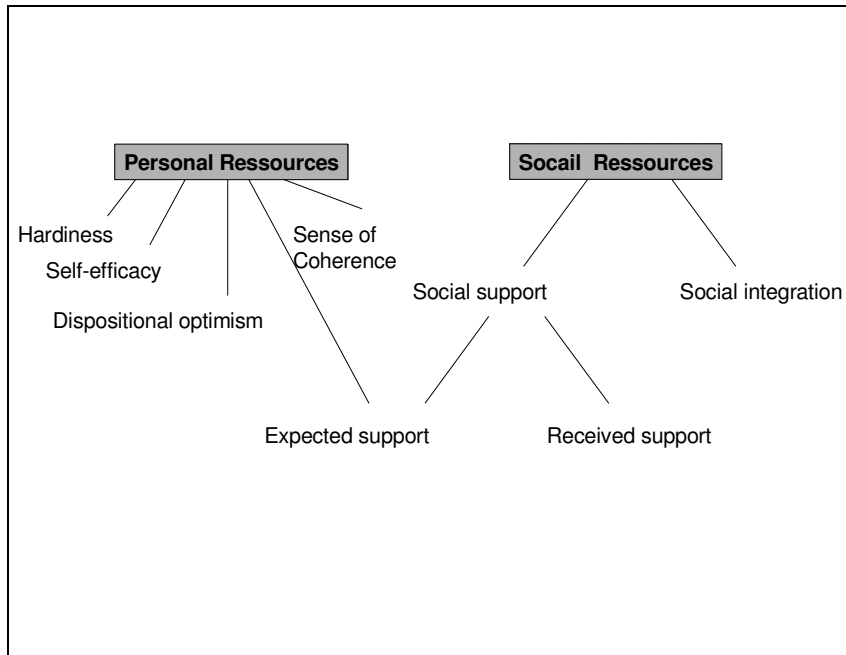 Personal Ressources
Socail Ressources
Hardiness
Self-efficacy
Dispositional optimism
Sense of
Coherence
Social support
Social integration
Expected support
Received support